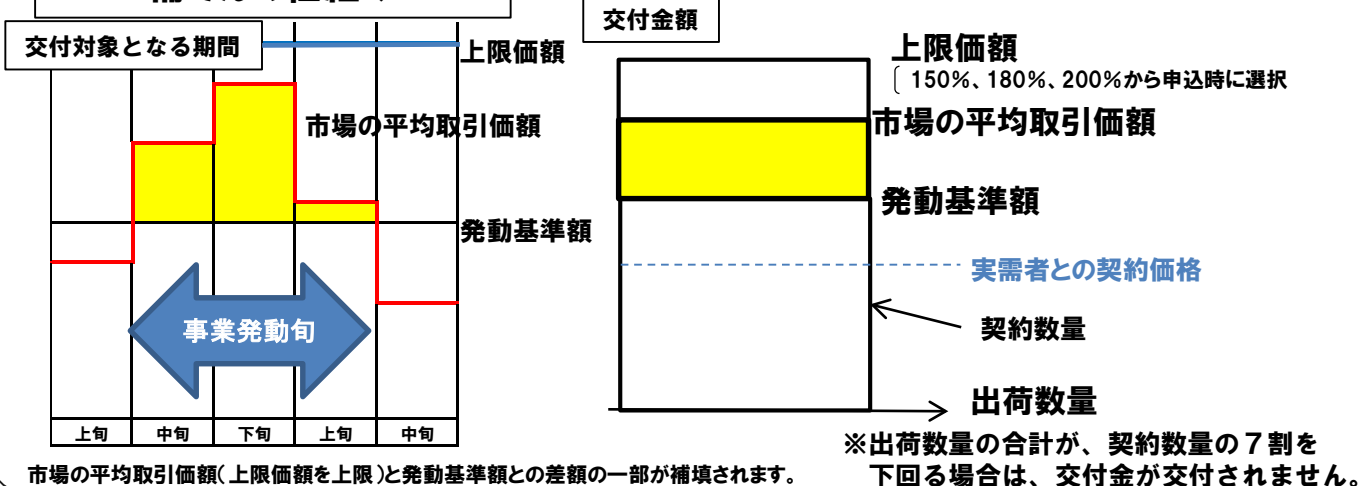 交付対象となる期間
上限価額
市場の平均取引価額
発動基準額
事業発動旬
上旬 中旬 下旬 上旬 中旬
市場の平均取引価額(上限価額を上限)と発動基準額との差額の一部が補填されます。
交付金額
上限価額
150%、180%、200%から申込時に選択
市場の平均取引価額
発動基準額
実需者との契約価格
契約数量
出荷数量
※出荷数量の合計が、契約数量の7割を
下回る場合は、交付金が交付されません。